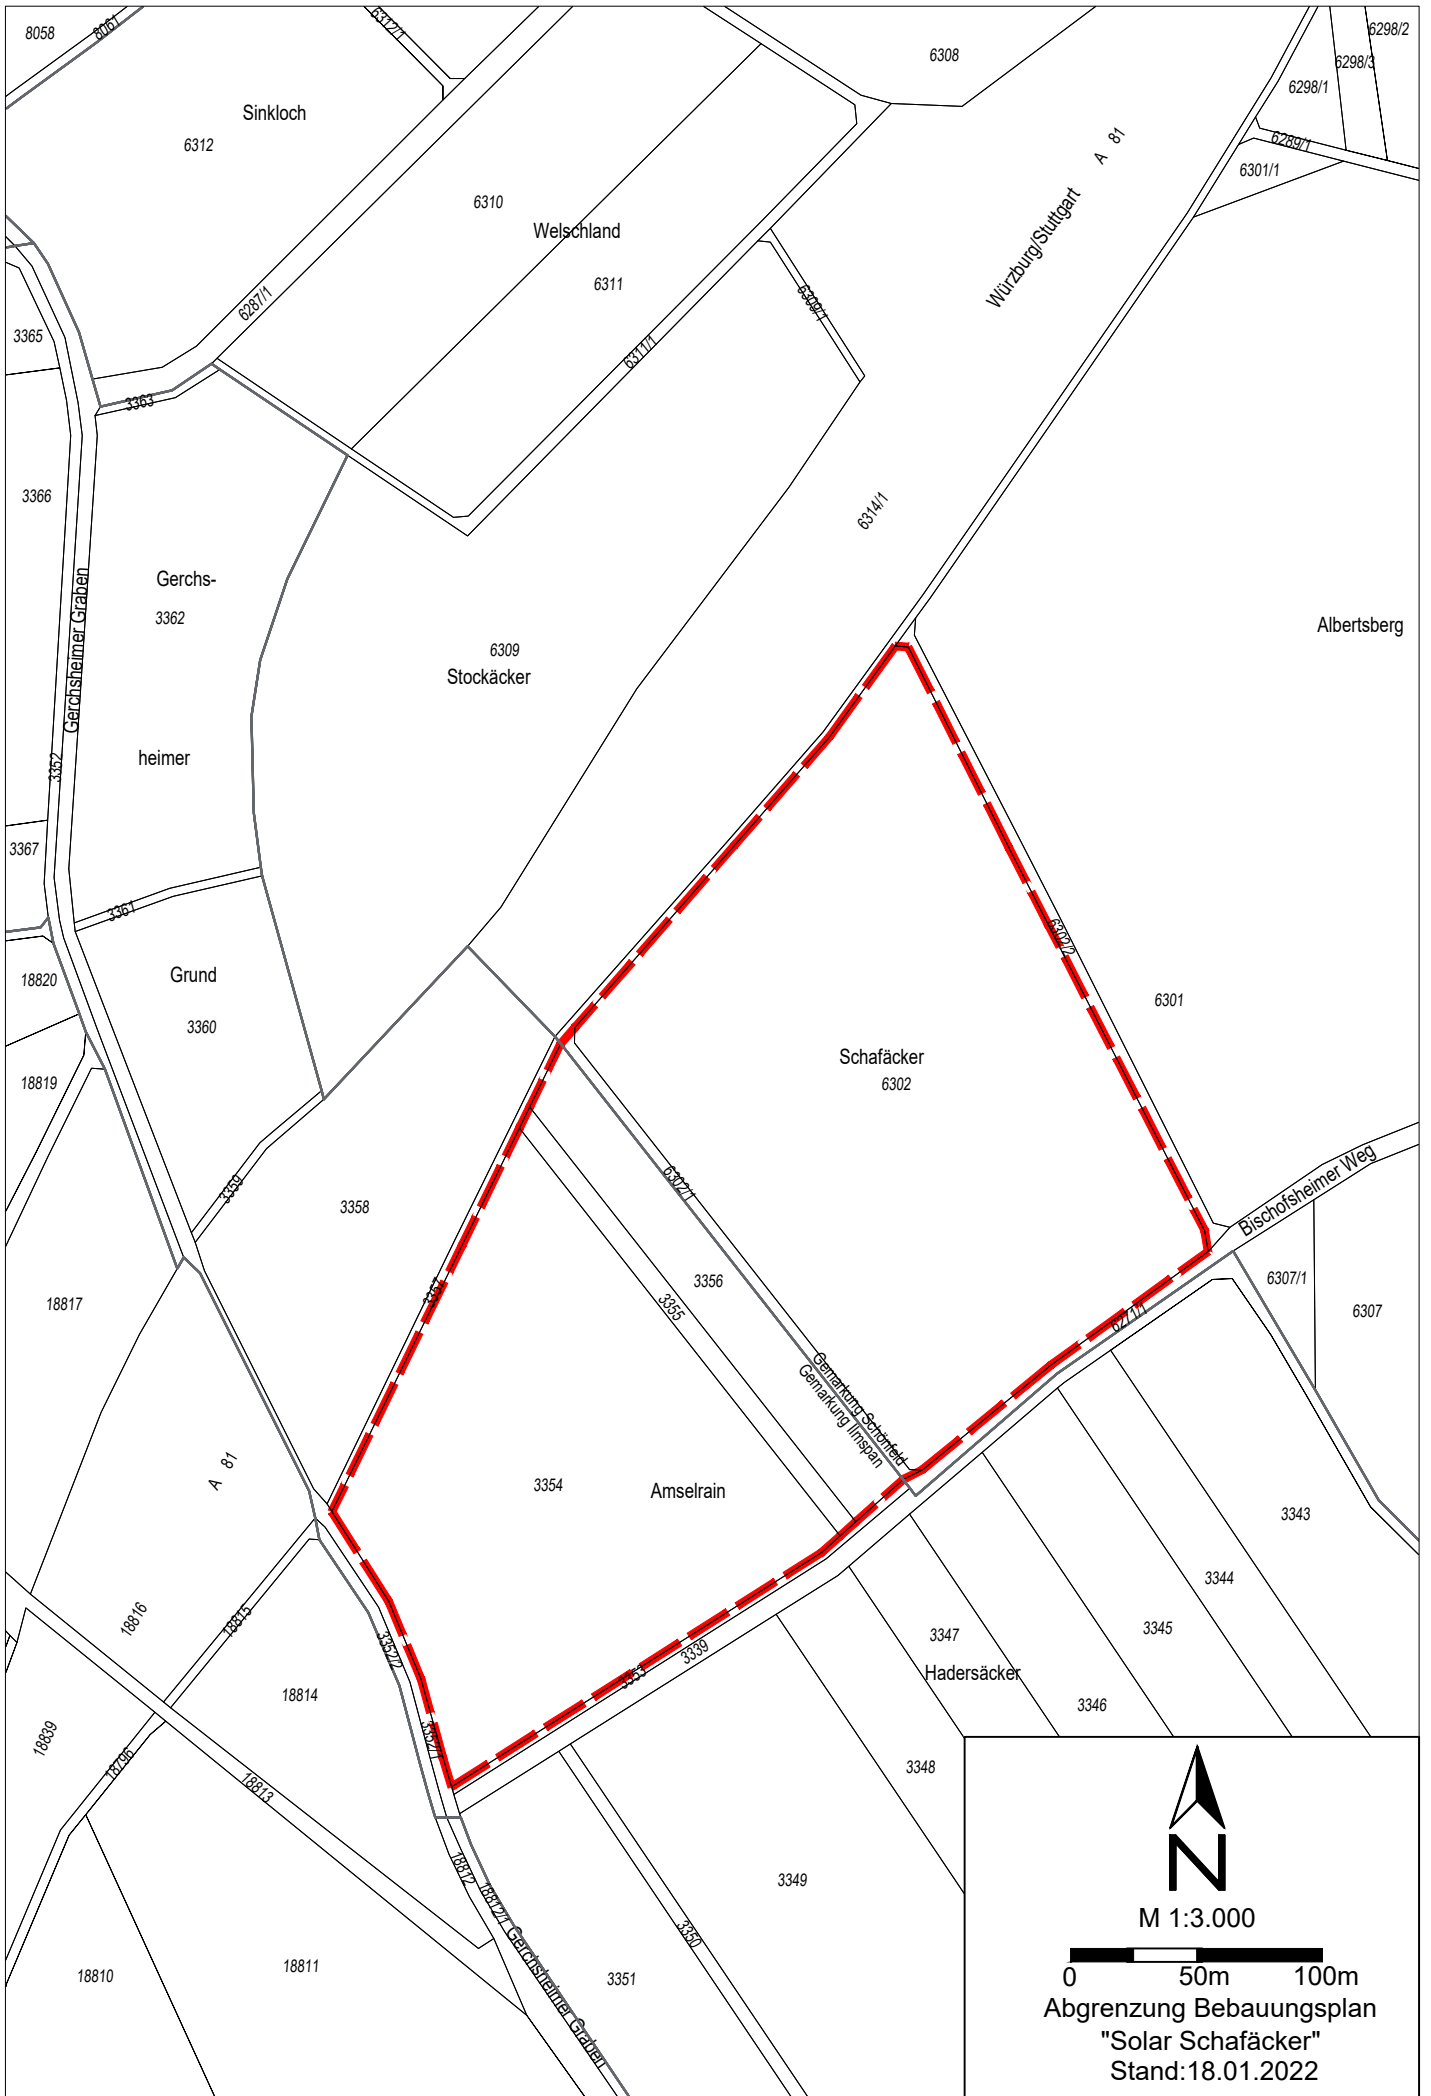 8058
8061
6312/1
6308
6298/2
6298/3
6298/1
Sinkloch
6312
6289/1
6301/1
A 81
Würzburg/Stuttgart
6310
Welschland
6311
6287/1
6309/1
6311/1
3365
3363
3366
6314/1
Gerchs-
3362
Gerchsheimer Graben
Albertsberg
6309
Stockäcker
heimer
3352
3367
3361
6302/2
Grund
18820
6301
3360
Schafäcker
6302
18819
Bischofsheimer Weg
6302/1
3359
3358
3356
3357
3355
6307/1
6307
18817
6271/1
Gemarkung Schönfeld
Gemarkung Ilmspan
A 81
3354
Amselrain
3343
3344
18816
18815
3345
3347
3352/2
3339
3353
Hadersäcker
18814
3346
18839
3352/1
18796
3348
18813
18812
3349
18812/1
Gerchsheimer Graben
3350
18811
18810
3351
N
M 1:3.000
0 50m 100m
Abgrenzung Bebauungsplan
"Solar Schafäcker"
Stand:18.01.2022